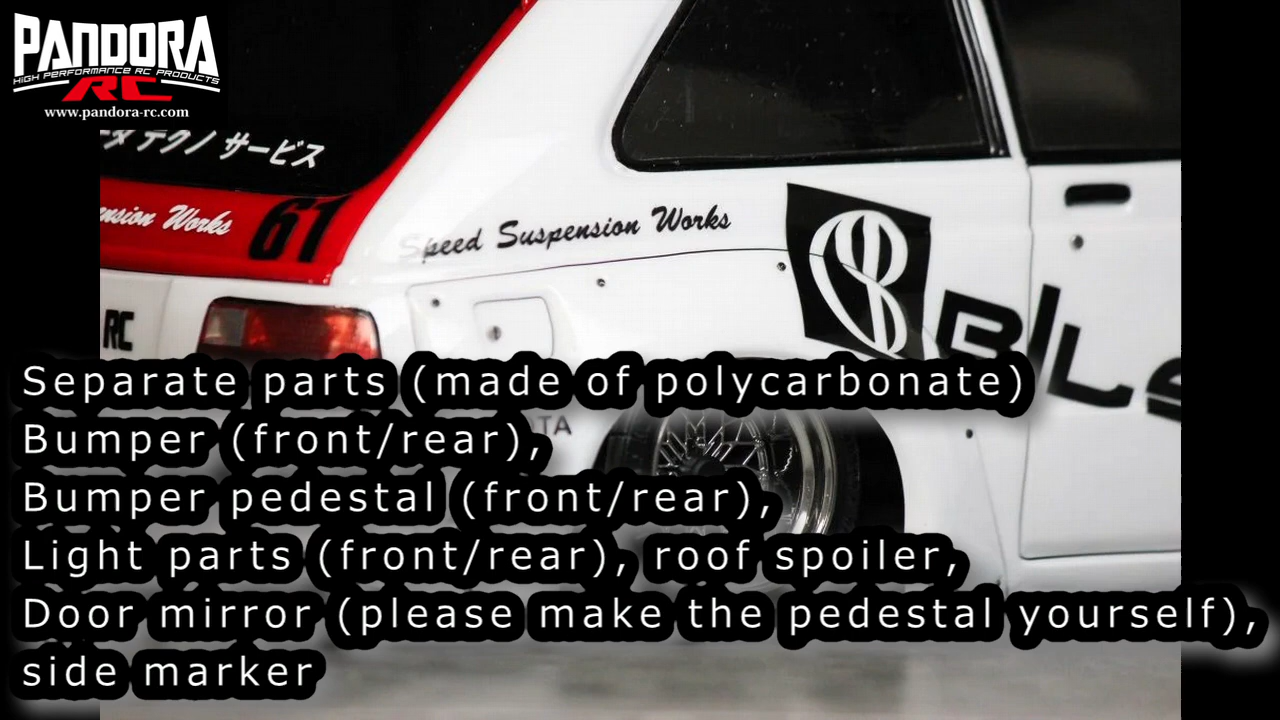 PANDORA
HIGH PERFORMANCE RC PRODUCTS
RC
www.pandora-rc.com
テクノ サービス
Works
61
Speed Suspension Works
RC
Separate parts (made of polycarbonate)
Bumper (front/rear),
Bumper pedestal (front/rear),
Light parts (front/rear), roof spoiler,
Door mirror (please make the pedestal yourself),
side marker